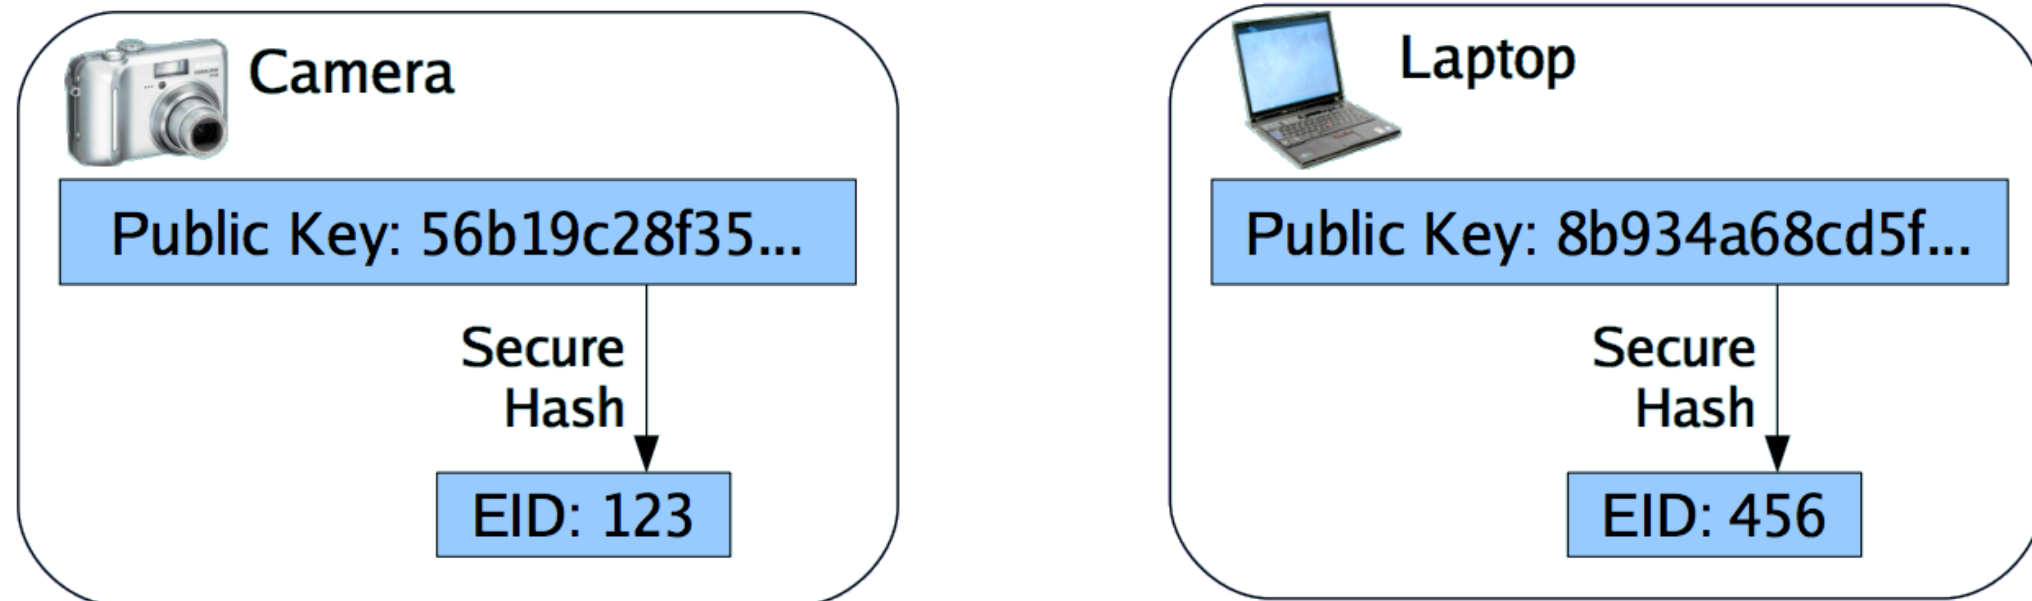 Camera
Public Key: 56b19c28f35...
Secure
Hash
EID: 123
Laptop
Public Key: 8b934a68cd5f...
Secure
Hash
EID: 456